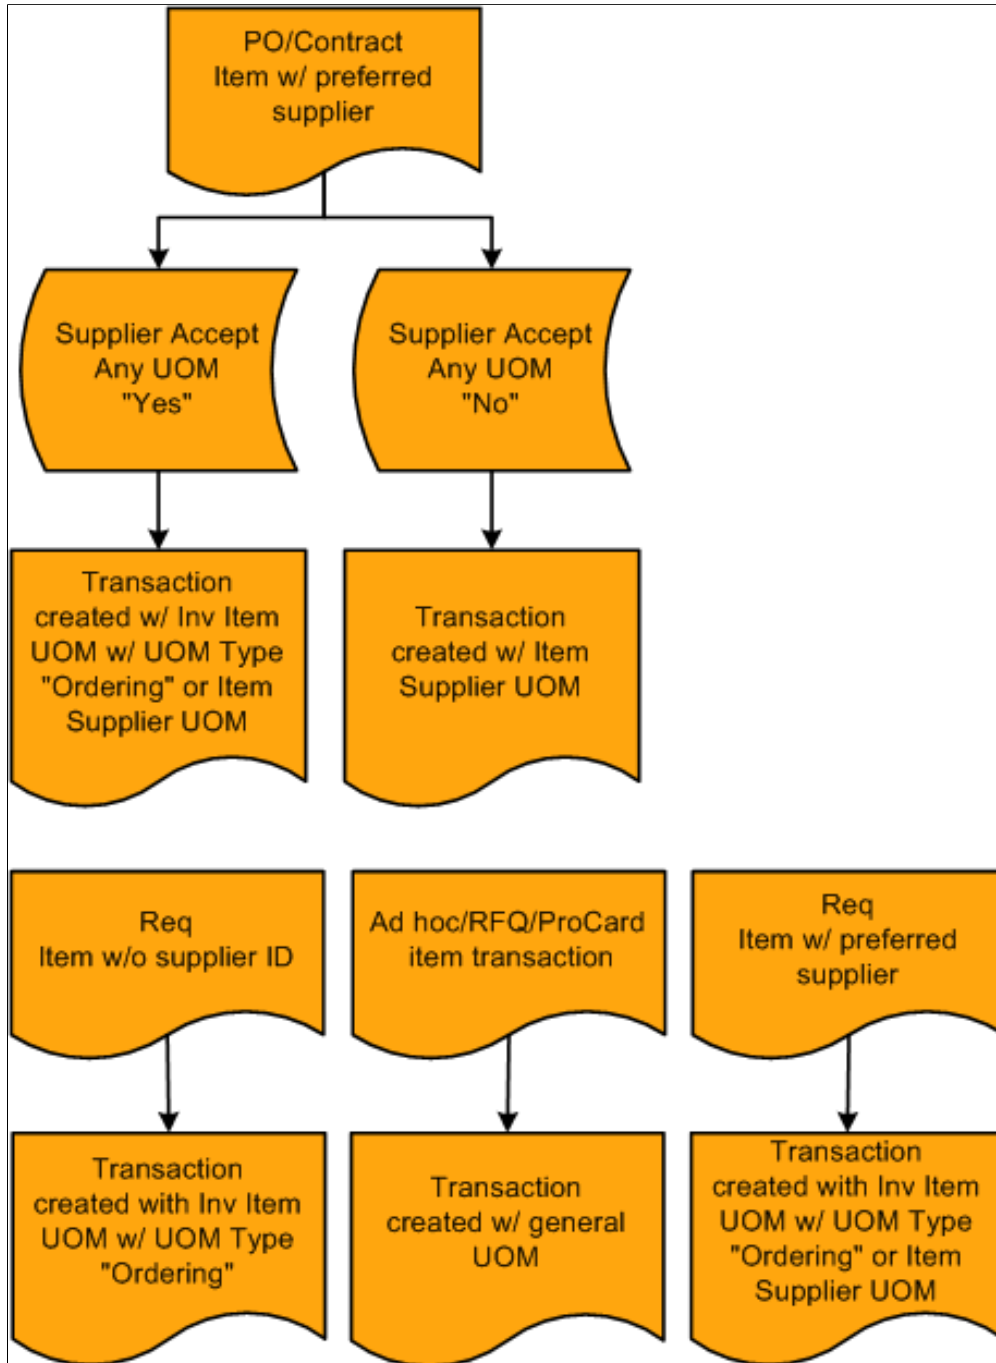 PO/Contract
Item w/ preferred
supplier
Supplier Accept
Any UOM
"Yes"
Supplier Accept
Any UOM
"No"
Transaction
created w/ Inv Item
UOM w/ UOM Type
"Ordering" or Item
Supplier UOM
Transaction
created w/ Item
Supplier UOM
Req
Item w/o supplier ID
Ad hoc/RFQ/ProCard
item transaction
Req
Item w/ preferred
supplier
Transaction
created with Inv Item
UOM w/ UOM Type
"Ordering"
Transaction
created w/ general
UOM
Transaction
created with Inv Item
UOM w/ UOM Type
"Ordering" or Item
Supplier UOM